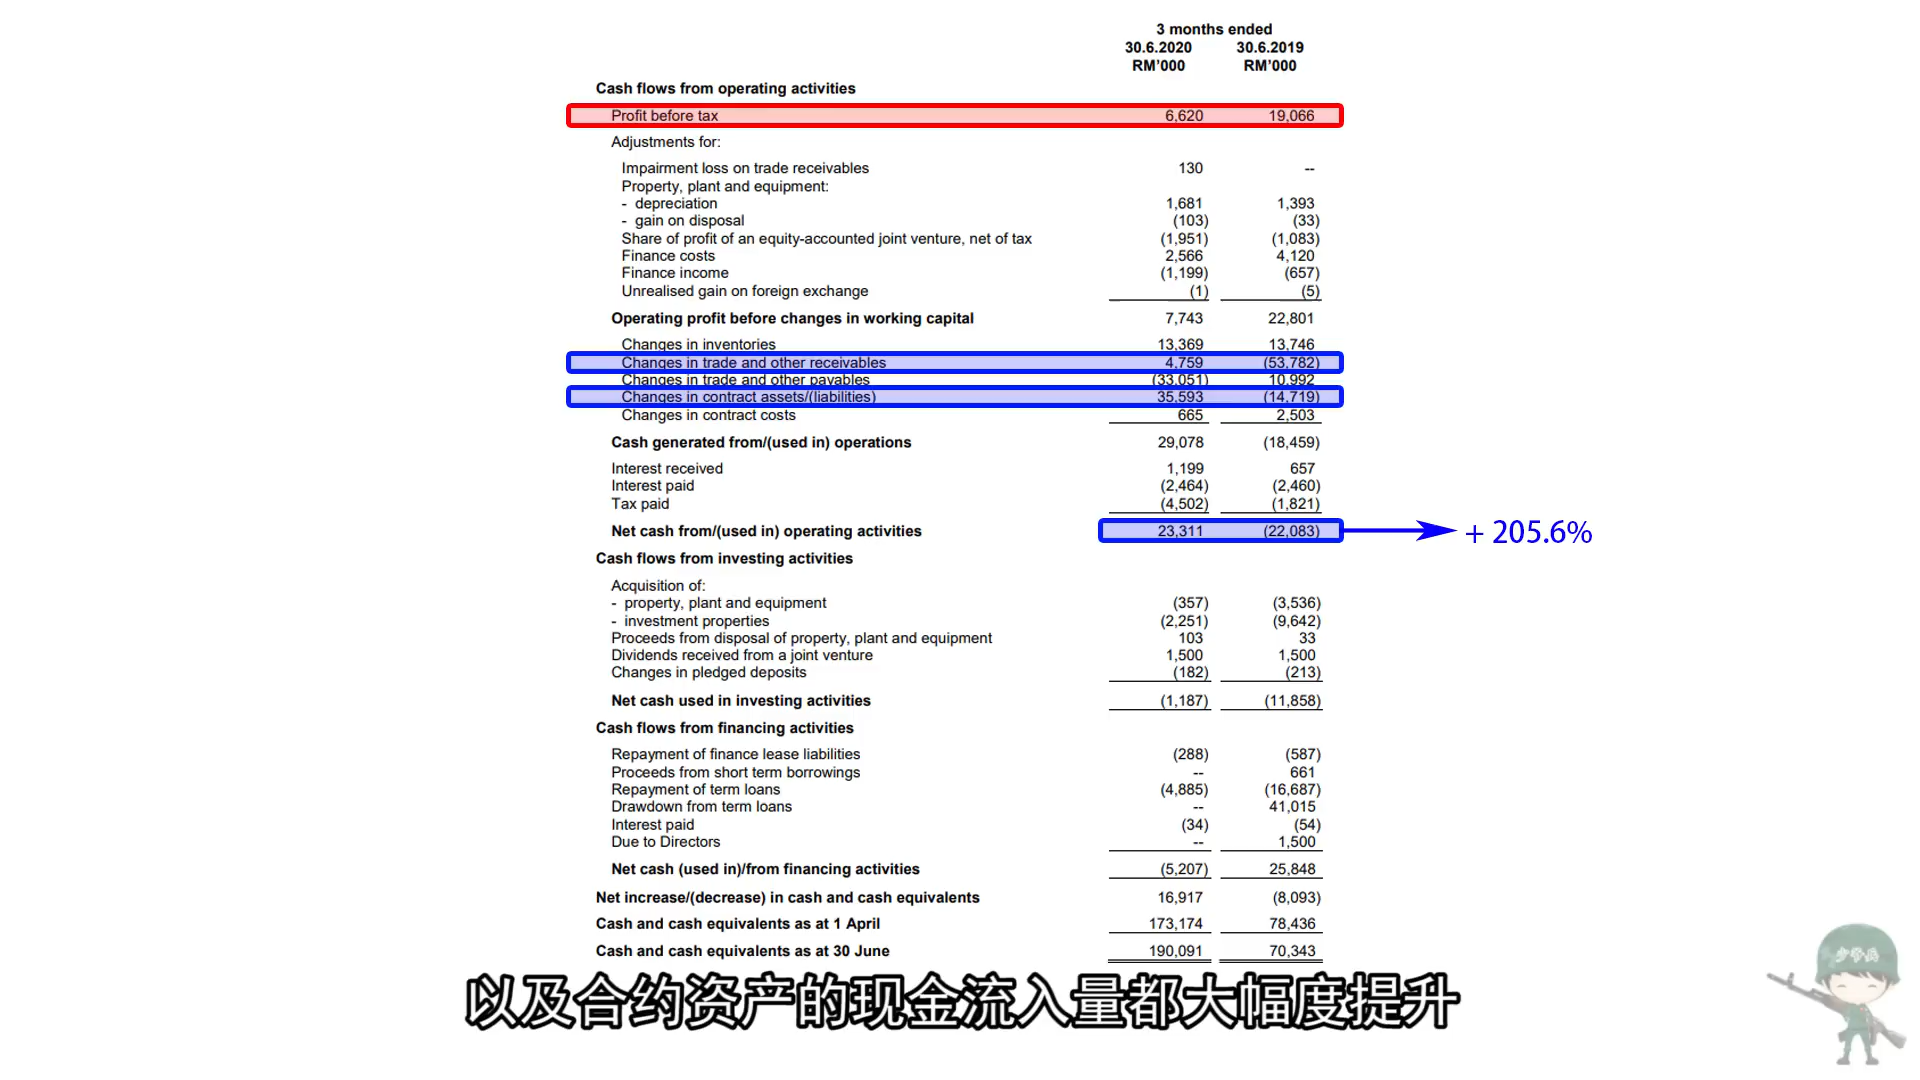 3 months ended
30.6.2020 30.6.2019
RM’000 RM’000
Cash flows from operating activities
Profit before tax 6,620 19,066
Adjustments for:
Impairment loss on trade receivables 130 --
Property, plant and equipment:
- depreciation 1,681 1,393
- gain on disposal (103) (33)
Share of profit of an equity-accounted joint venture, net of tax (1,951) (1,083)
Finance costs 2,566 4,120
Finance income (1,199) (657)
Unrealised gain on foreign exchange (1) (5)
Operating profit before changes in working capital 7,743 22,801
Changes in inventories 13,369 13,746
Changes in trade and other receivables 4,759 (53,782)
Changes in trade and other payables (33,051) 10,992
Changes in contract assets/(liabilities) 35,593 (14,719)
Changes in contract costs 665 2,503
Cash generated from/(used in) operations 29,078 (18,459)
Interest received 1,199 657
Interest paid (2,464) (2,460)
Tax paid (4,502) (1,821)
Net cash from/(used in) operating activities 23,311 (22,083) + 205.6%
Cash flows from investing activities
Acquisition of:
- property, plant and equipment (357) (3,536)
- investment properties (2,251) (9,642)
Proceeds from disposal of property, plant and equipment 103 33
Dividends received from a joint venture 1,500 1,500
Changes in pledged deposits (182) (213)
Net cash used in investing activities (1,187) (11,858)
Cash flows from financing activities
Repayment of finance lease liabilities (288) (587)
Proceeds from short term borrowings -- 661
Repayment of term loans (4,885) (16,687)
Drawdown from term loans -- 41,015
Interest paid (34) (54)
Due to Directors -- 1,500
Net cash (used in)/from financing activities (5,207) 25,848
Net increase/(decrease) in cash and cash equivalents 16,917 (8,093)
Cash and cash equivalents as at 1 April 173,174 78,436
Cash and cash equivalents as at 30 June 190,091 70,343
以及合约资产的现金流入量都大幅度提升